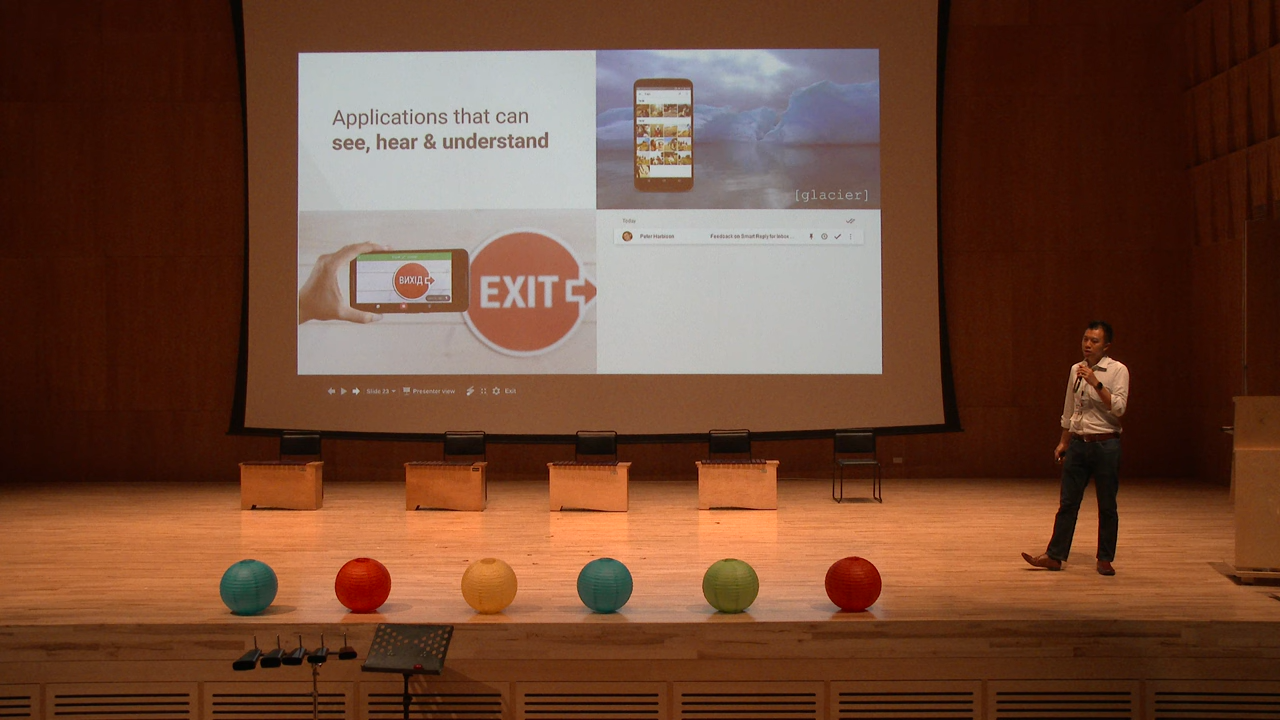 Applications that can
see, hear & understand
[glacier]
ВИХІД
EXIT
Today
Peter Feedback on Smart Reply for Inbox ...
Slide 23 Presenter view Exit